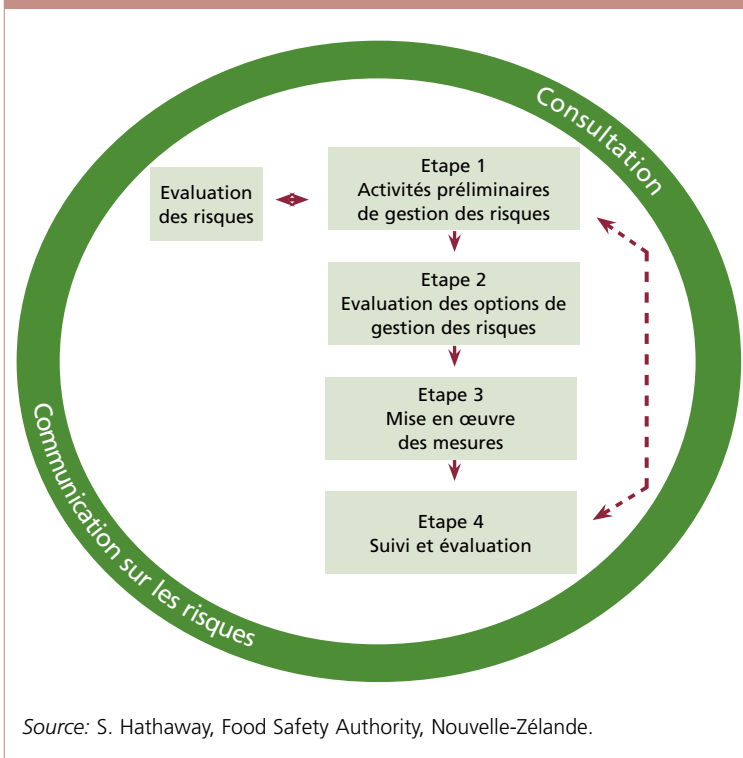 Consultation
Evaluation
des risques
Etape 1
Activités préliminaires
de gestion des risques
Etape 2
Evaluation des options de
gestion des risques
Etape 3
Mise en œuvre
des mesures
Etape 4
Suivi et évaluation
Communication sur les risques
Source: S. Hathaway, Food Safety Authority, Nouvelle-Zélande.